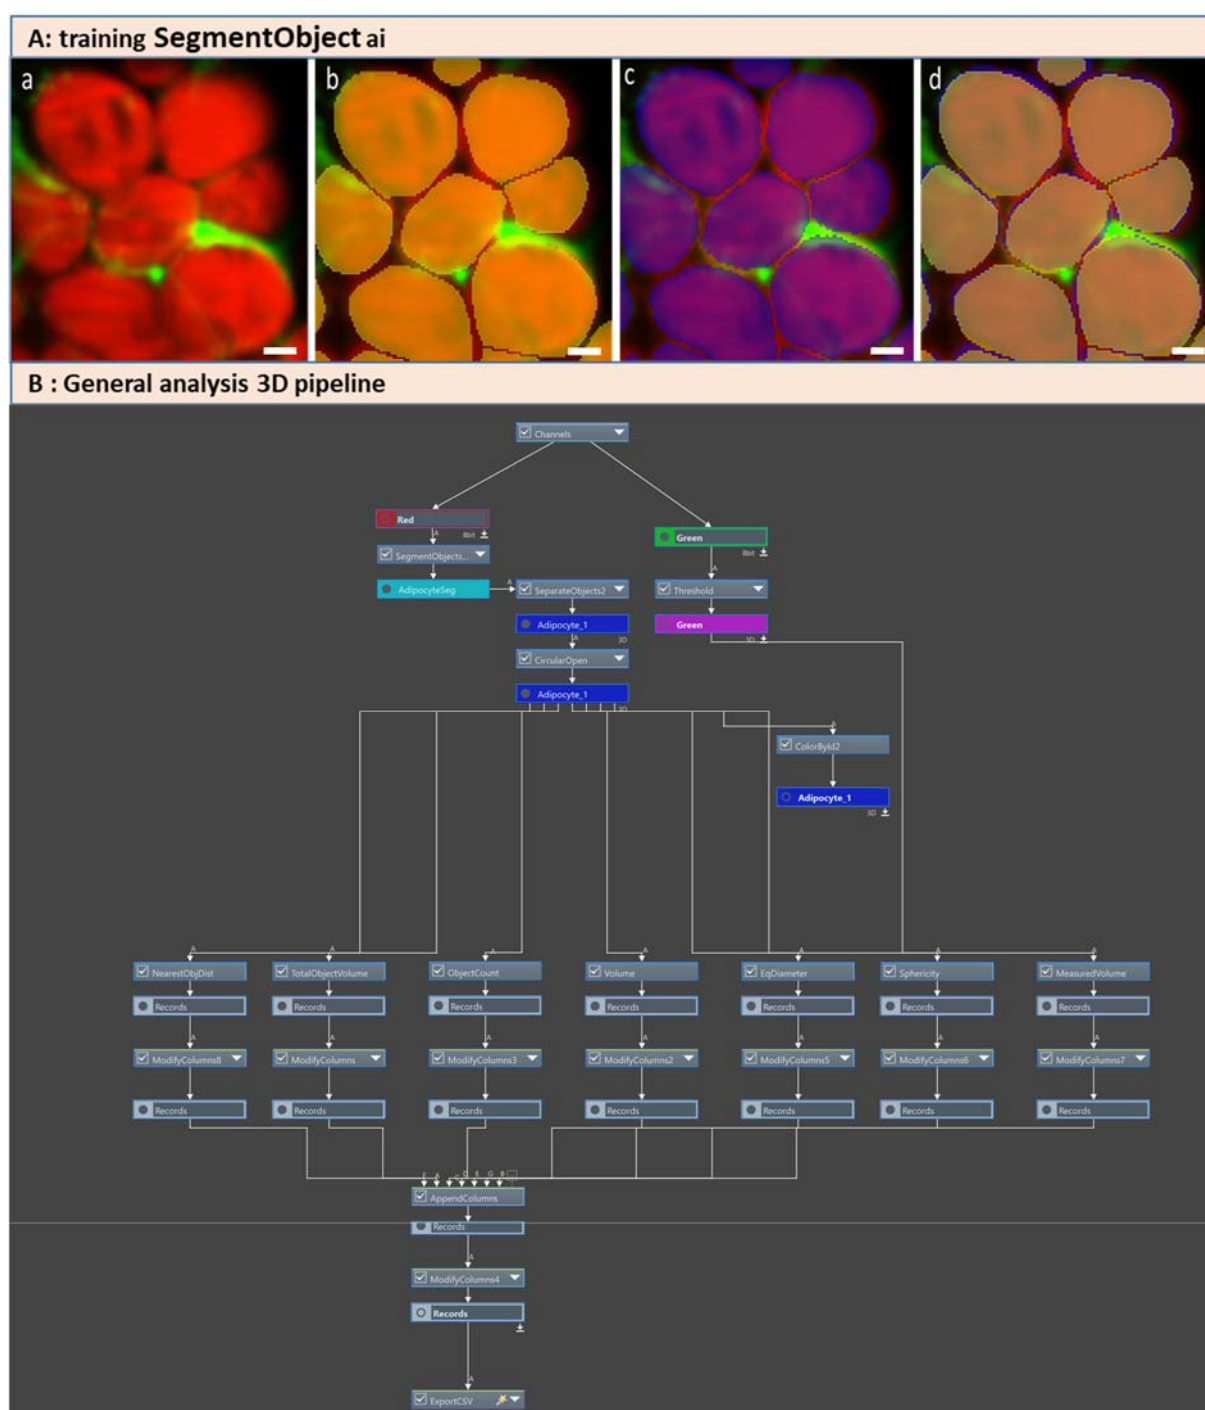 A: training SegmentObject ai
a b c d
B : General analysis 3D pipeline
Channels
Red
A 8bit
SegmentObjects...
AdipocyteSeg
A
SeparateObjects2
Adipocyte_1
A 3D
CircularOpen
Adipocyte_1
3D
Green
8bit
A
Threshold
Green
3D
A
ColorById2
Adipocyte_1
3D
A A A A A A A
NearestObjDist TotalObjectVolume ObjectCount Volume EqDiameter Sphericity MeasuredVolume
Records Records Records Records Records Records Records
A A A A A A A
ModifyColumns8 ModifyColumns ModifyColumns3 ModifyColumns2 ModifyColumns5 ModifyColumns6 ModifyColumns7
Records Records Records Records Records Records Records
F A C D E G B
AppendColumns
Records
A
ModifyColumns4
Records
A
ExportCSV